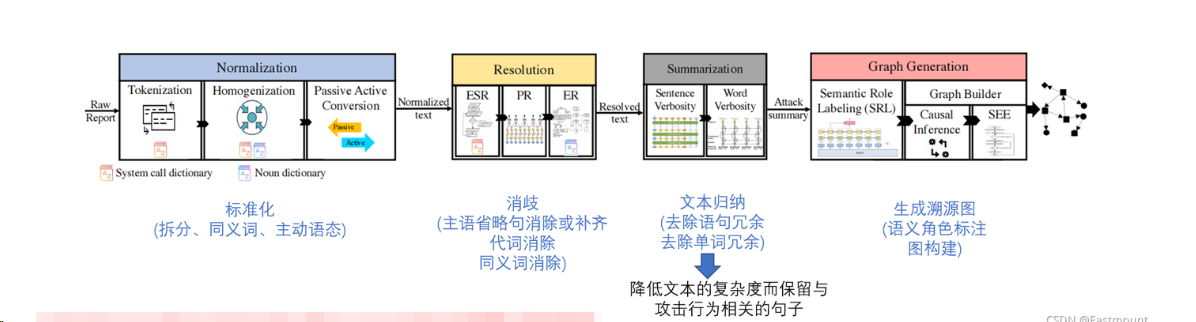 Normalization
Resolution
Summarization
Graph Generation
Tokenization
Homogenization
Passive Active
Conversion
Passive
Active
ESR
PR
ER
Sentence
Verbosity
Word
Verbosity
Semantic Role
Labeling (SRL)
Graph Builder
Causal
Inference
SEE
Raw
Report
Normalized
text
Resolved
text
Attack
summary
System call dictionary
Noun dictionary
标准化
(拆分、同义词、主动语态)
消歧
(主语省略句消除或补齐
代词消除
同义词消除)
文本归纳
(去除语句冗余
去除单词冗余)
生成溯源图
(语义角色标注
图构建)
降低文本的复杂度而保留与
攻击行为相关的句子
CSDN @Eastmount